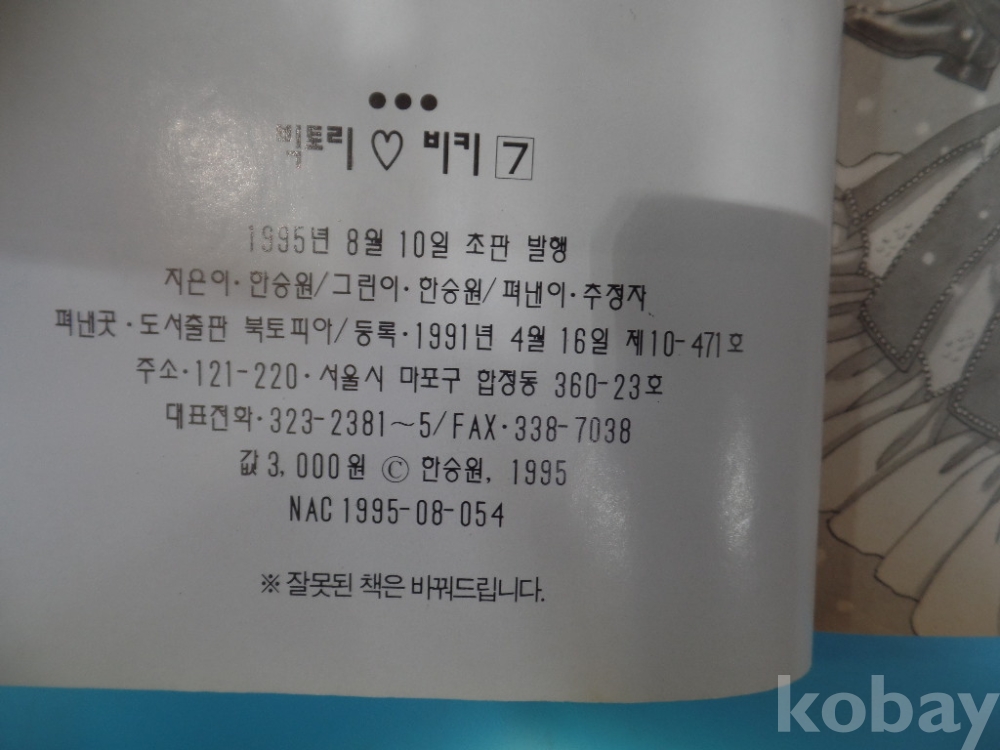 ●●●
빅토리 ♡ 비키 7
1995년 8월 10일 초판 발행
지은이·한승원/그린이·한승원/펴낸이·추정자
펴낸곳·도서출판 북토피아/등록·1991년 4월 16일 제10-471호
주소·121-220·서울시 마포구 합정동 360-23호
대표전화·323-2381~5/FAX·338-7038
값 3,000원 © 한승원, 1995
NAC 1995-08-054
※ 잘못된 책은 바꿔드립니다.
kobay